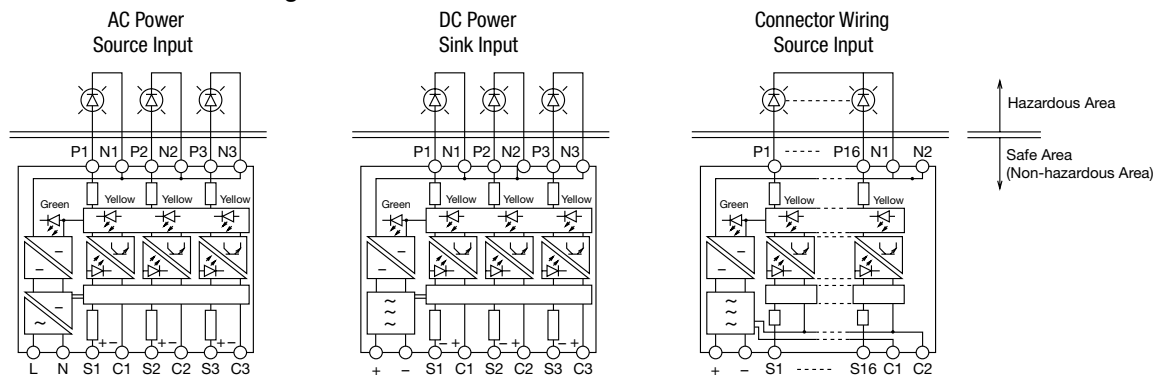 AC Power
Source Input
DC Power
Sink Input
Connector Wiring
Source Input
Hazardous Area
Safe Area
(Non-hazardous Area)
P1 N1 P2 N2 P3 N3
Green Yellow Yellow Yellow
– –
– ~
+ – + – + –
L N S1 C1 S2 C2 S3 C3
P1 N1 P2 N2 P3 N3
Green Yellow Yellow Yellow
– –
~
~
~
– + – + – +
+ – S1 C1 S2 C2 S3 C3
P1 ----- P16 N1 N2
Green Yellow Yellow
– –
~
~
~
+ – S1 ----- S16 C1 C2